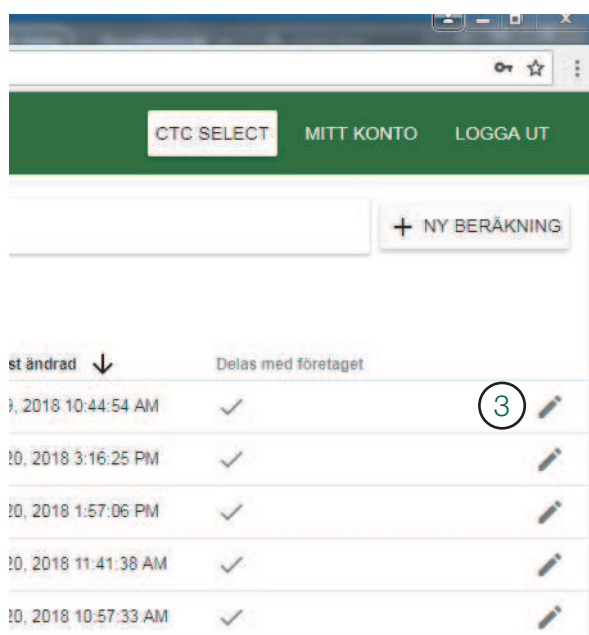 CTC SELECT MITT KONTO LOGGA UT
+ NY BERÄKNING
st ändrad Delas med företaget
9, 2018 10:44:54 AM 3
20, 2018 3:16:25 PM
20, 2018 1:57:06 PM
20, 2018 11:41:38 AM
20, 2018 10:57:33 AM